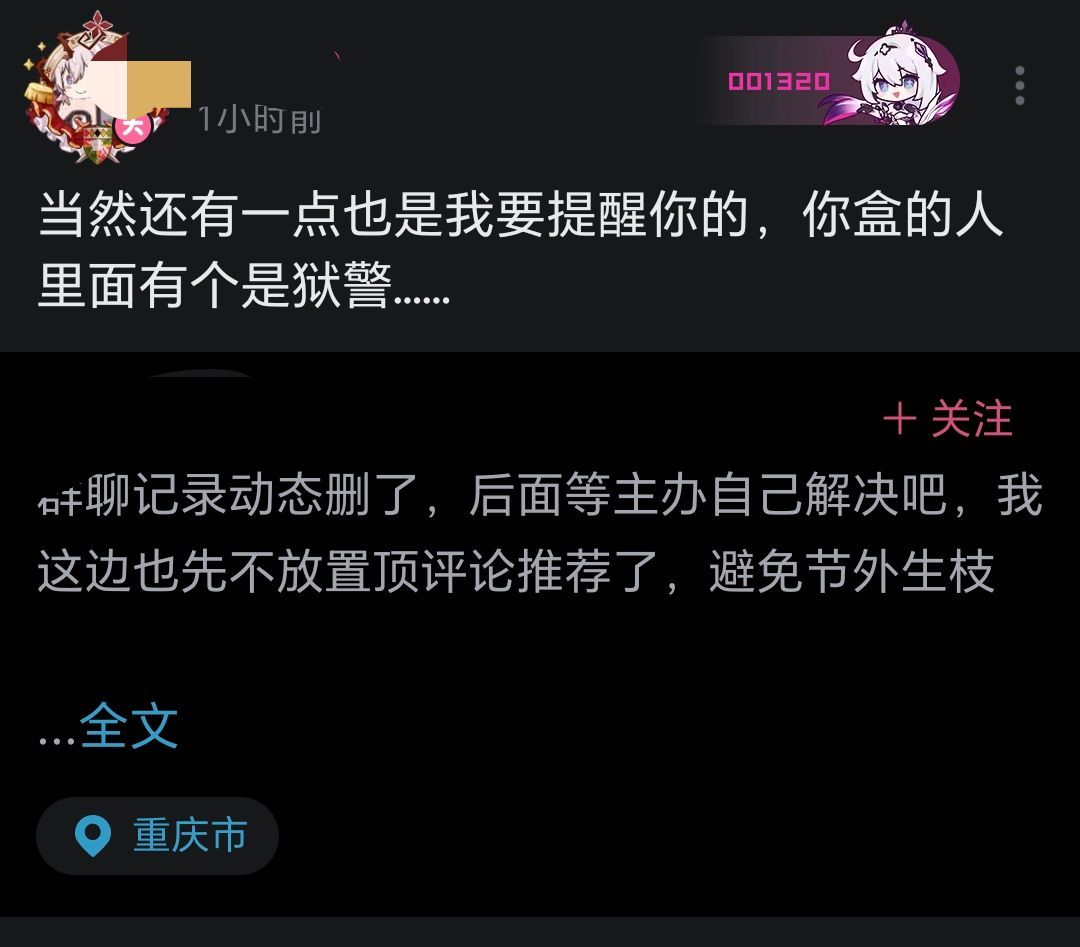 1小时前
001320
当然还有一点也是我要提醒你的，你盒的人
里面有个是狱警......
+ 关注
群聊记录动态删了，后面等主办自己解决吧，我
这边也先不放置顶评论推荐了，避免节外生枝
...全文
重庆市